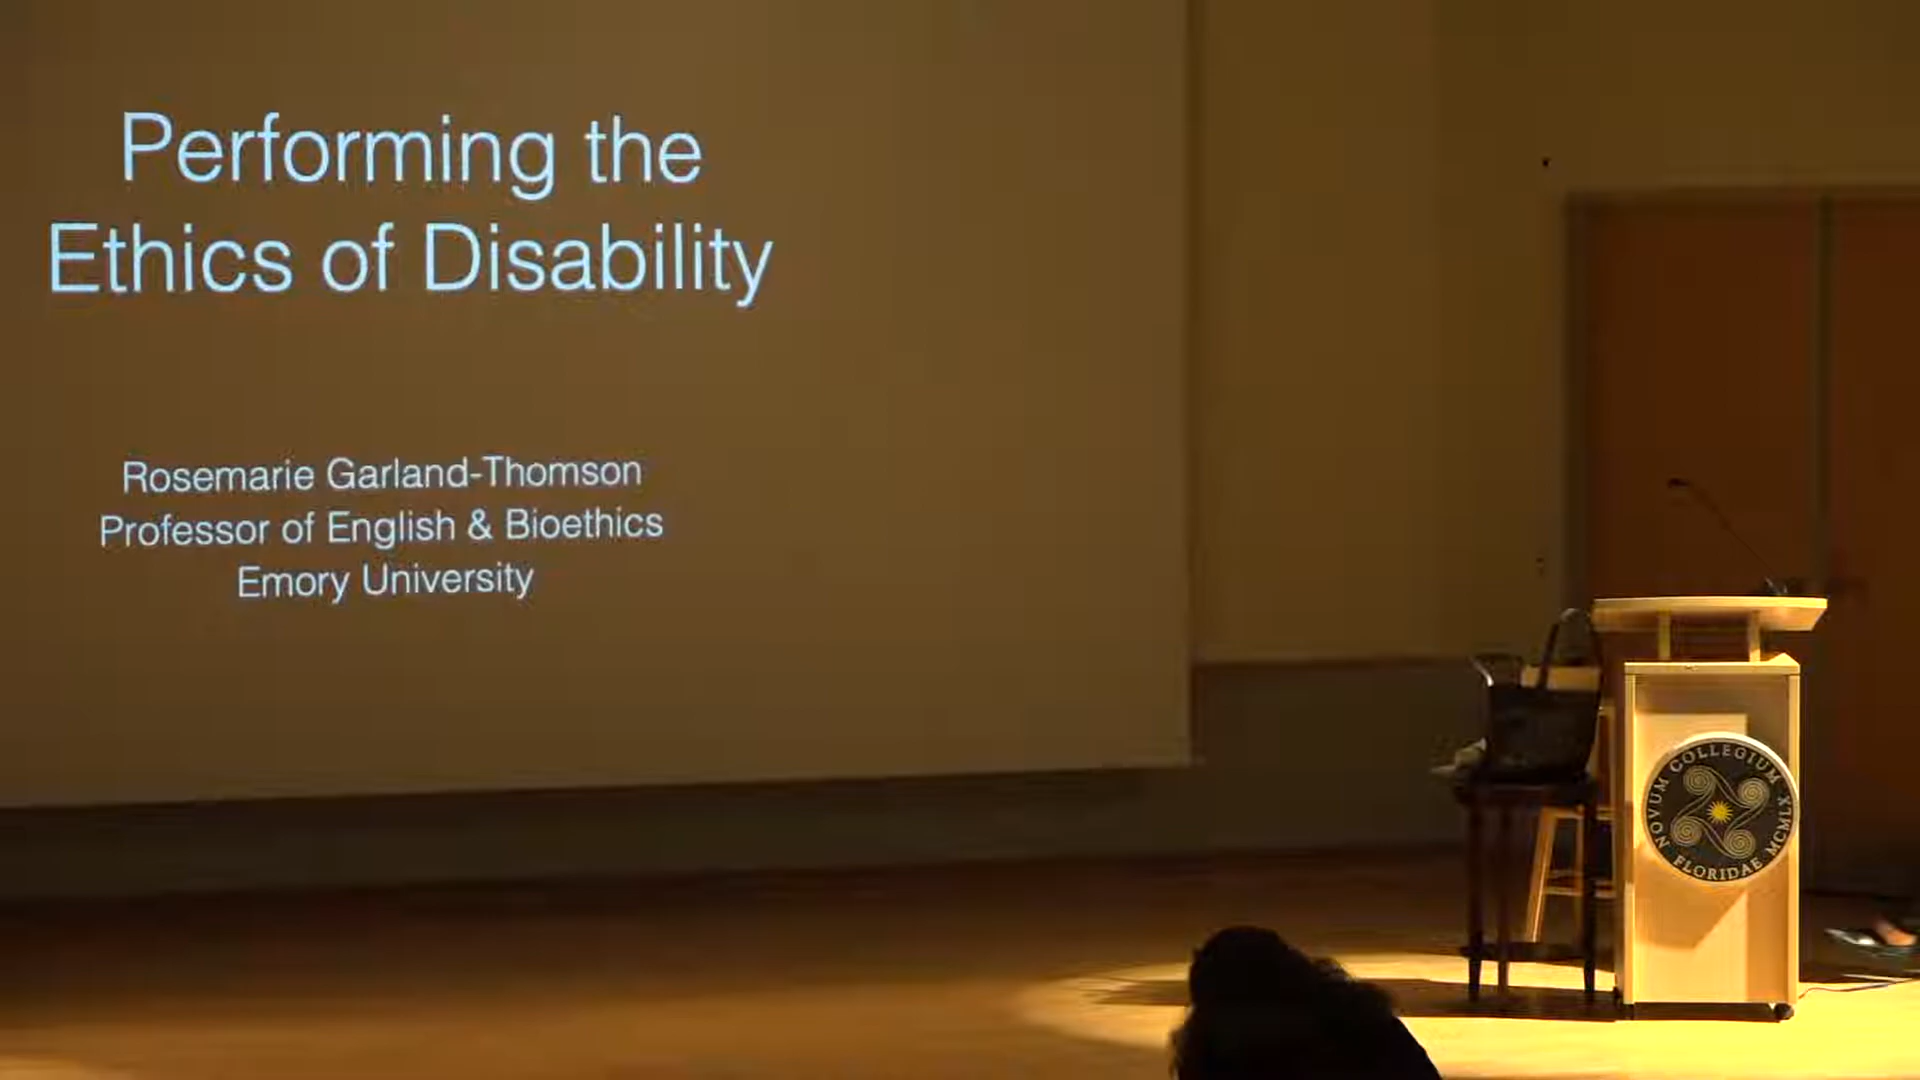 Performing the
Ethics of Disability
Rosemarie Garland-Thomson
Professor of English & Bioethics
Emory University
NOVUM COLLEGIUM
FLORIDAE MCMLX